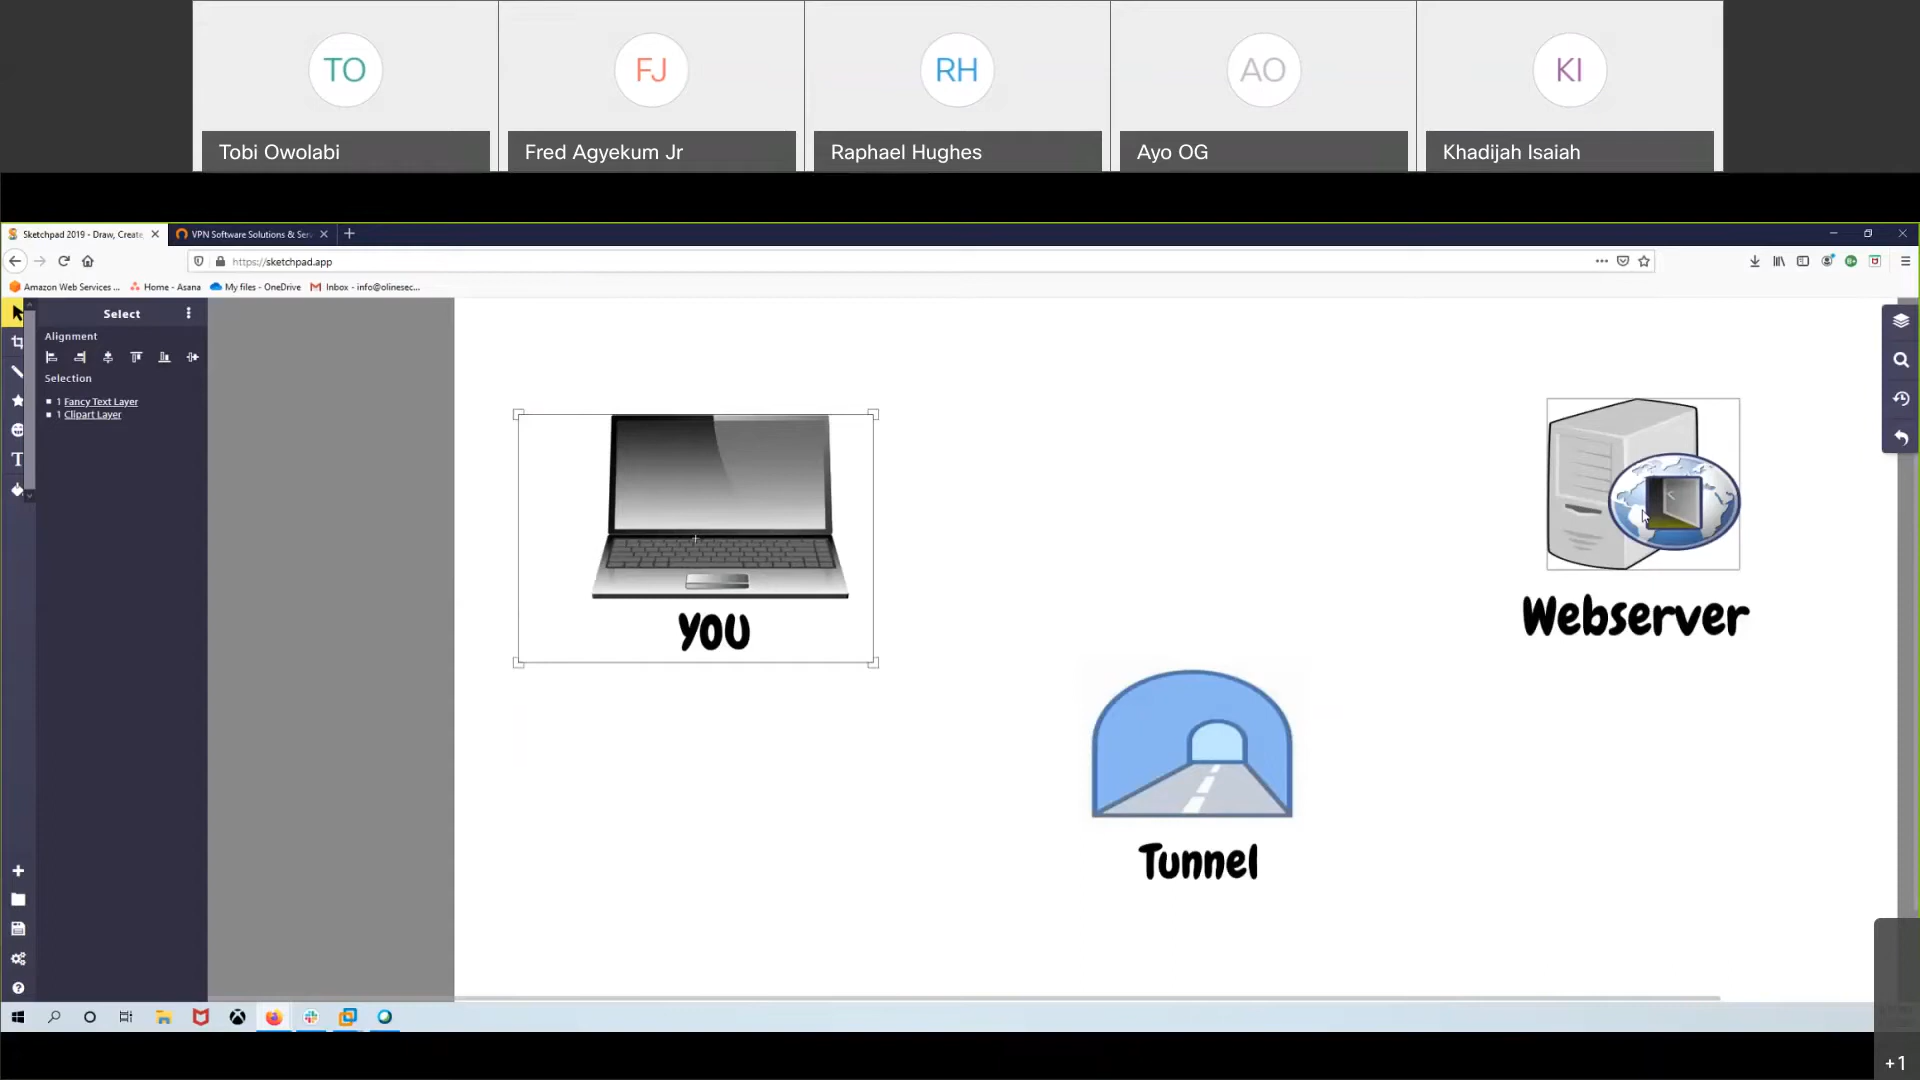 TO
FJ
RH
AO
KI
Tobi Owolabi
Fred Agyekum Jr
Raphael Hughes
Ayo OG
Khadijah Isaiah
Sketchpad 2019 - Draw, Create,
VPN Software Solutions & Ser
https://sketchpad.app
Amazon Web Services ...
Home - Asana
My files - OneDrive
Inbox - info@olinesec...
Select
Alignment
Selection
1 Fancy Text Layer
1 Clipart Layer
T
YOU
Webserver
Tunnel
+1